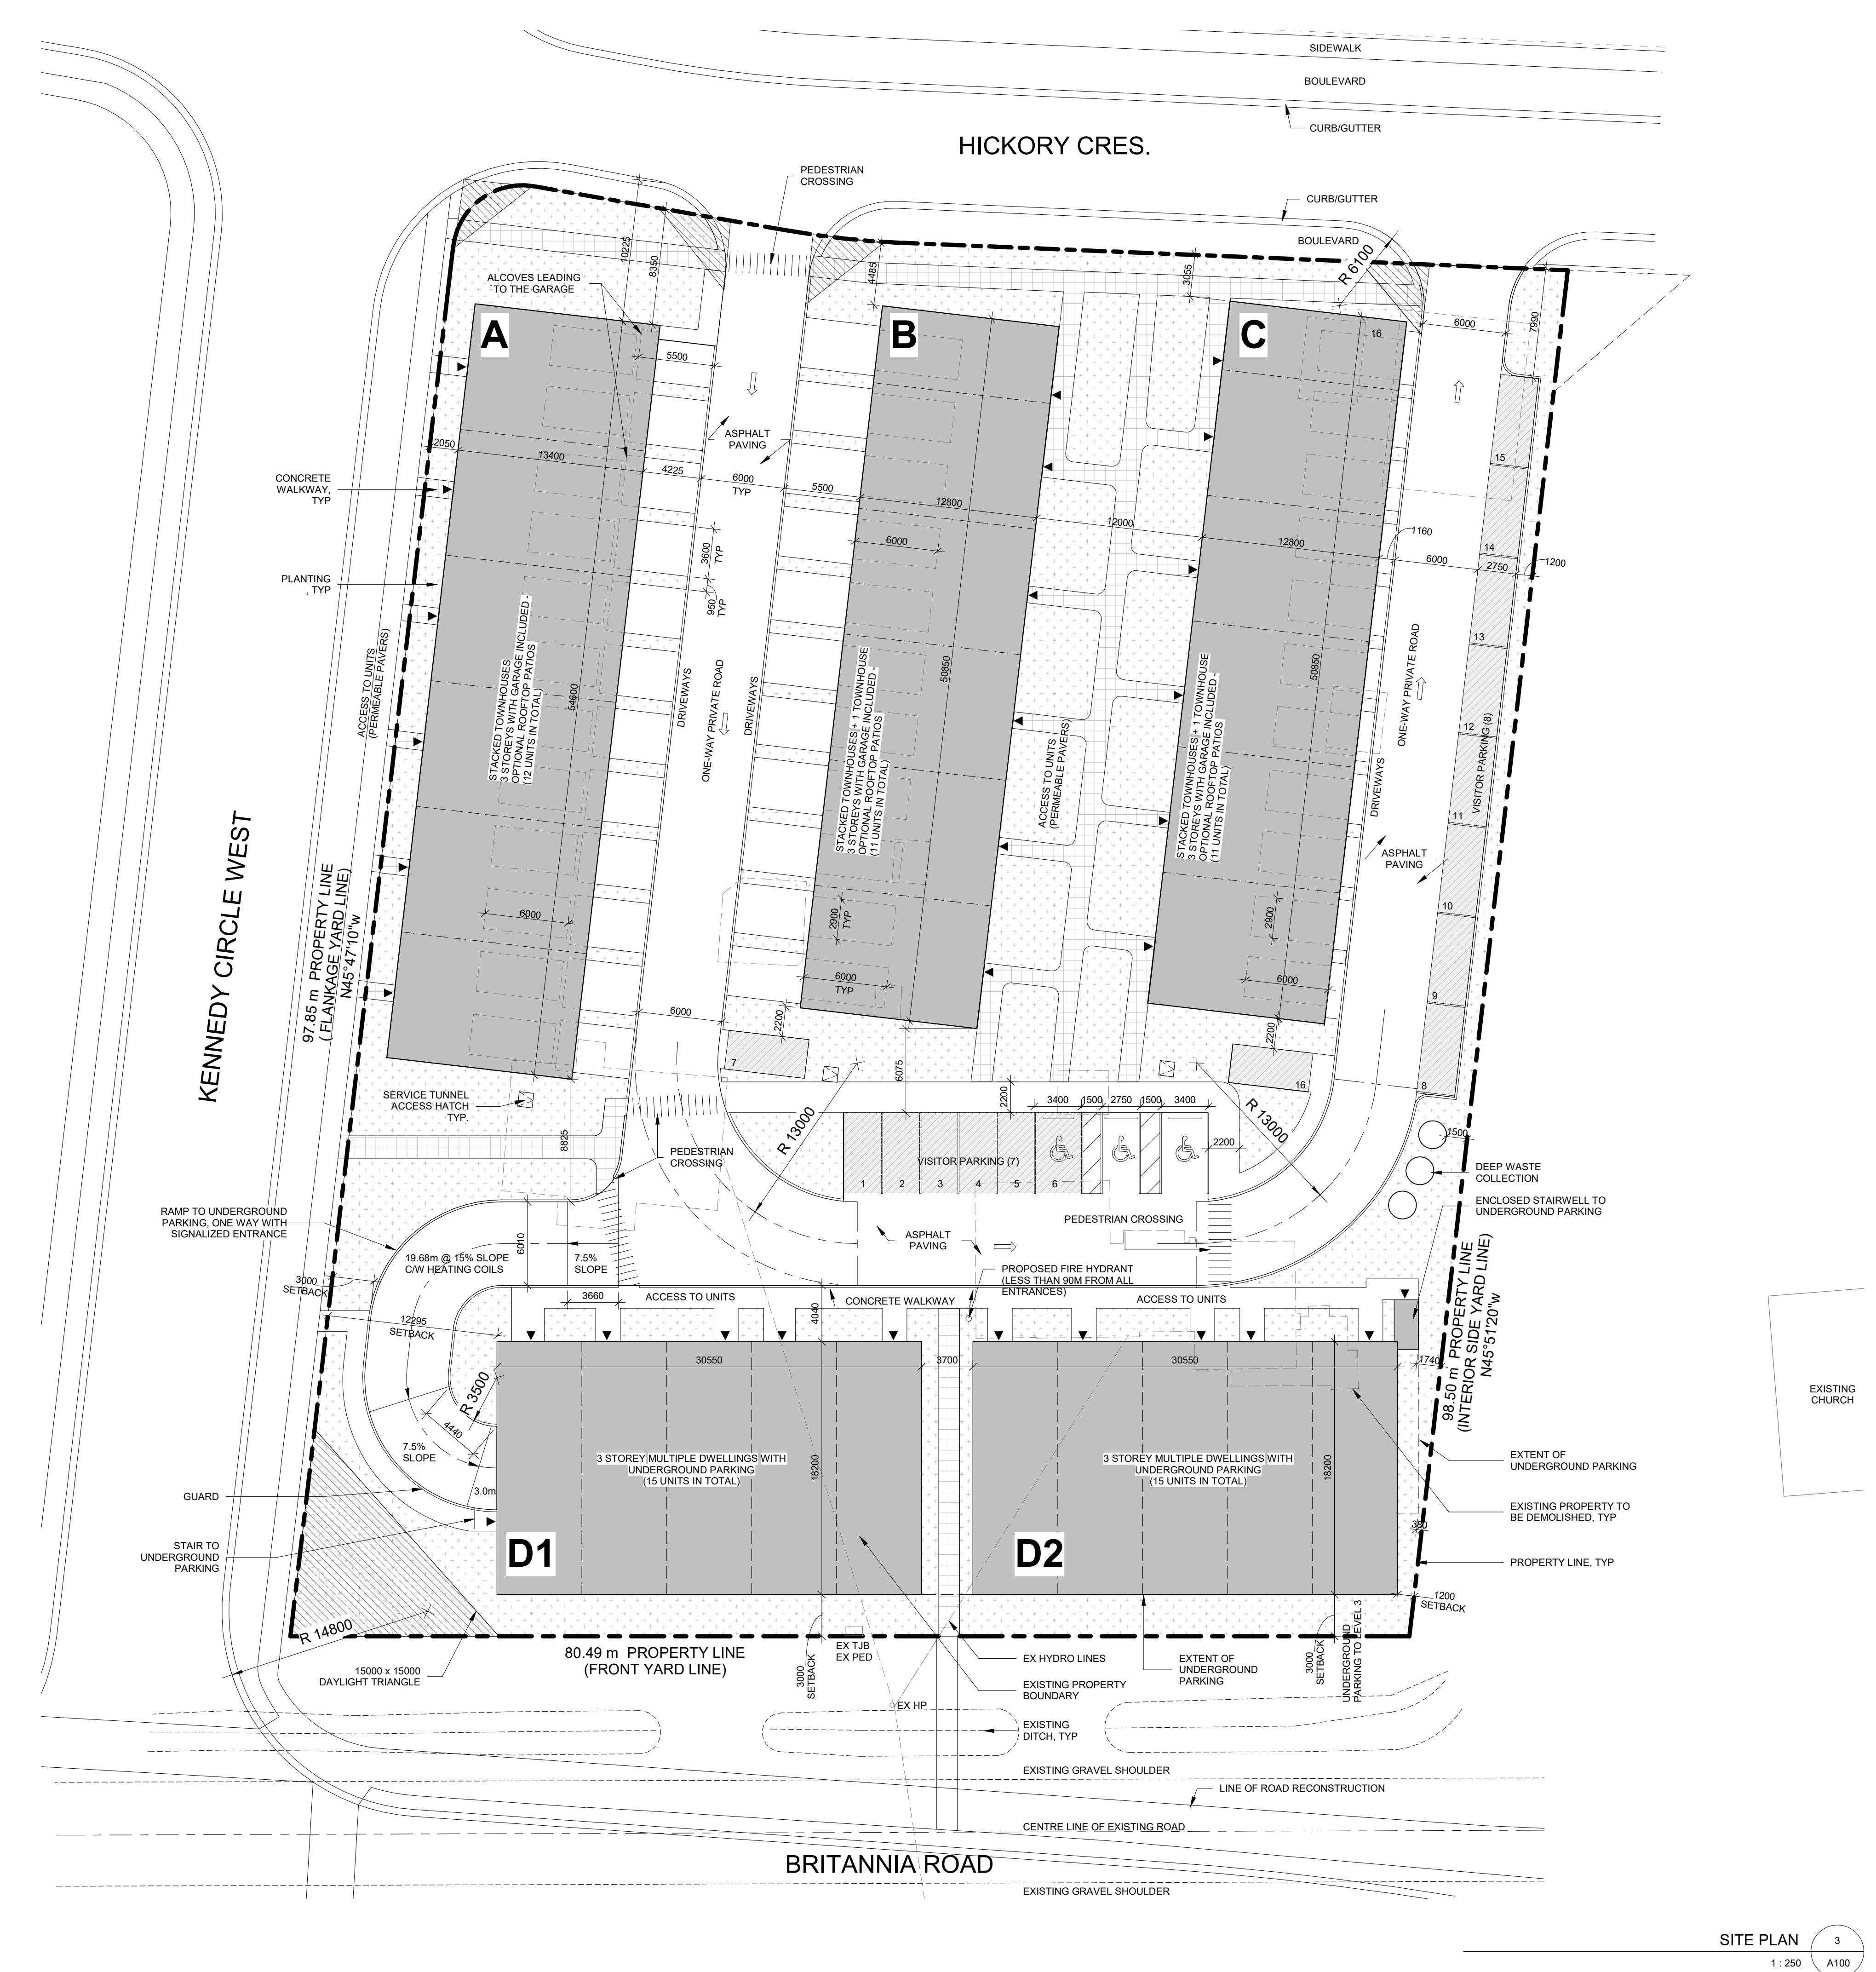 SIDEWALK
BOULEVARD
CURB/GUTTER
HICKORY CRES.
PEDESTRIAN
CROSSING
CURB/GUTTER
BOULEVARD
R 6100
10225
8350
4485
3055
6000
7990
ALCOVES LEADING
TO THE GARAGE
A
B
C
16
5500
ASPHALT
PAVING
2050
13400
4225
6000
TYP
5500
12800
12000
12800
1160
6000
2750
1200
CONCRETE
WALKWAY,
TYP
6000
3600
TYP
950
TYP
PLANTING
, TYP
15
14
13
12
11
10
9
8
VISITOR PARKING (8)
ACCESS TO UNITS
(PERMEABLE PAVERS)
STACKED TOWNHOUSES
3 STOREYS WITH GARAGE INCLUDED -
OPTIONAL ROOFTOP PATIOS
(12 UNITS IN TOTAL)
54600
DRIVEWAYS
ONE-WAY PRIVATE ROAD
DRIVEWAYS
STACKED TOWNHOUSES + 1 TOWNHOUSE
3 STOREYS WITH GARAGE INCLUDED -
OPTIONAL ROOFTOP PATIOS
(11 UNITS IN TOTAL)
50850
ACCESS TO UNITS
(PERMEABLE PAVERS)
STACKED TOWNHOUSES + 1 TOWNHOUSE
3 STOREYS WITH GARAGE INCLUDED -
OPTIONAL ROOFTOP PATIOS
(11 UNITS IN TOTAL)
50850
DRIVEWAYS
ONE-WAY PRIVATE ROAD
ASPHALT
PAVING
KENNEDY CIRCLE WEST
97.85 m PROPERTY LINE
( FLANKAGE YARD LINE)
N45°47'10"w
6000
2900
TYP
6000
TYP
2900
6000
6000
2200
2200
7
16
6075
SERVICE TUNNEL
ACCESS HATCH
TYP.
8825
R 13000
2200
3400
1500
2750
1500
3400
R 13000
2200
VISITOR PARKING (7)
1
2
3
4
5
6
1500
DEEP WASTE
COLLECTION
ENCLOSED STAIRWELL TO
UNDERGROUND PARKING
PEDESTRIAN
CROSSING
PEDESTRIAN CROSSING
RAMP TO UNDERGROUND
PARKING, ONE WAY WITH
SIGNALIZED ENTRANCE
6010
19.68m @ 15% SLOPE
C/W HEATING COILS
7.5%
SLOPE
ASPHALT
PAVING
PROPOSED FIRE HYDRANT
(LESS THAN 90M FROM ALL
ENTRANCES)
3000
SETBACK
3660
ACCESS TO UNITS
CONCRETE WALKWAY
ACCESS TO UNITS
4040
12295
SETBACK
98.50 m PROPERTY LINE
(INTERIOR SIDE YARD LINE)
N45°51'20"w
EXISTING
CHURCH
30550
3700
30550
1740
R 3500
4440
7.5%
SLOPE
3.0m
3 STOREY MULTIPLE DWELLINGS WITH
UNDERGROUND PARKING
(15 UNITS IN TOTAL)
18200
3 STOREY MULTIPLE DWELLINGS WITH
UNDERGROUND PARKING
(15 UNITS IN TOTAL)
18200
EXTENT OF
UNDERGROUND PARKING
GUARD
EXISTING PROPERTY TO
BE DEMOLISHED, TYP
D1
D2
STAIR TO
UNDERGROUND
PARKING
PROPERTY LINE, TYP
1200
SETBACK
R 14800
80.49 m PROPERTY LINE
(FRONT YARD LINE)
15000 x 15000
DAYLIGHT TRIANGLE
3000
SETBACK
EX TJB
EX PED
EX HYDRO LINES
EXISTING PROPERTY
BOUNDARY
EXTENT OF
UNDERGROUND
PARKING
3000
SETBACK
UNDERGROUND
PARKING TO LEVEL 3
EX HP
EXISTING
DITCH, TYP
EXISTING GRAVEL SHOULDER
LINE OF ROAD RECONSTRUCTION
CENTRE LINE OF EXISTING ROAD
BRITANNIA ROAD
EXISTING GRAVEL SHOULDER
SITE PLAN
3
1 : 250
A100